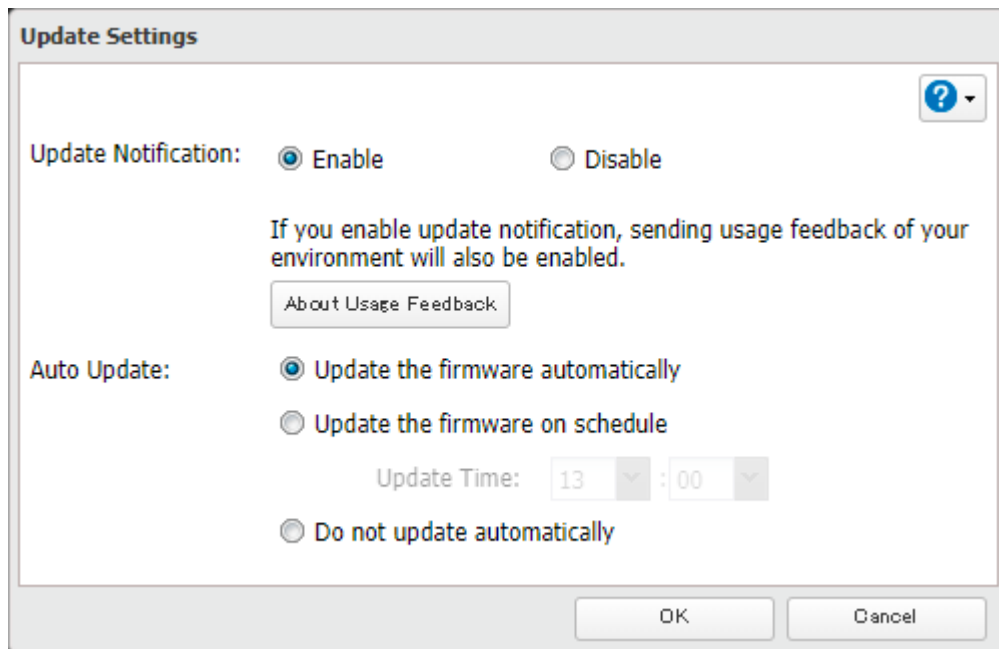 Update Settings
?
Update Notification: Enable Disable
If you enable update notification, sending usage feedback of your
environment will also be enabled.
About Usage Feedback
Auto Update: Update the firmware automatically
Update the firmware on schedule
Update Time: 13 : 00
Do not update automatically
OK Cancel